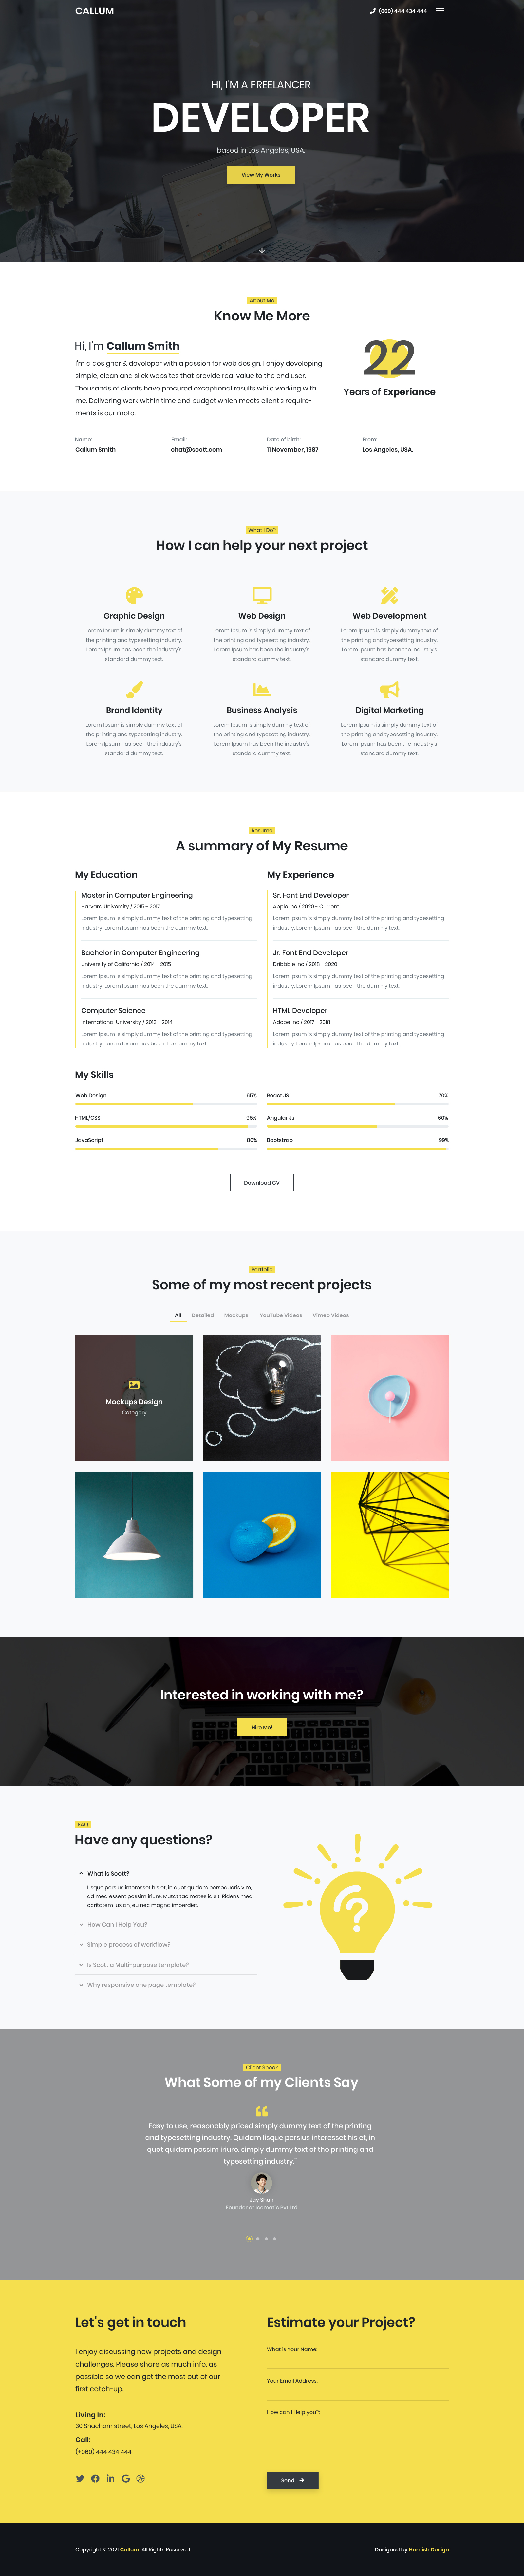 CALLUM
(060) 444 434 444
HI, I'M A FREELANCER
DEVELOPER
based in Los Angeles, USA.
View My Works
About Me
Know Me More
Hi, I'm Callum Smith
I'm a designer & developer with a passion for web design. I enjoy developing
simple, clean and slick websites that provide real value to the end user.
Thousands of clients have procured exceptional results while working with
me. Delivering work within time and budget which meets client's require-
ments is our moto.
22
Years of Experiance
Name:
Callum Smith
Email:
chat@scott.com
Date of birth:
11 November, 1987
From:
Los Angeles, USA.
What I Do?
How I can help your next project
Graphic Design
Lorem Ipsum is simply dummy text of
the printing and typesetting industry.
Lorem Ipsum has been the industry's
standard dummy text.
Web Design
Lorem Ipsum is simply dummy text of
the printing and typesetting industry.
Lorem Ipsum has been the industry's
standard dummy text.
Web Development
Lorem Ipsum is simply dummy text of
the printing and typesetting industry.
Lorem Ipsum has been the industry's
standard dummy text.
Brand Identity
Lorem Ipsum is simply dummy text of
the printing and typesetting industry.
Lorem Ipsum has been the industry's
standard dummy text.
Business Analysis
Lorem Ipsum is simply dummy text of
the printing and typesetting industry.
Lorem Ipsum has been the industry's
standard dummy text.
Digital Marketing
Lorem Ipsum is simply dummy text of
the printing and typesetting industry.
Lorem Ipsum has been the industry's
standard dummy text.
Resume
A summary of My Resume
My Education
Master in Computer Engineering
Harvard University / 2015 - 2017
Lorem Ipsum is simply dummy text of the printing and typesetting
industry. Lorem Ipsum has been the dummy text.
Bachelor in Computer Engineering
University of California / 2014 - 2015
Lorem Ipsum is simply dummy text of the printing and typesetting
industry. Lorem Ipsum has been the dummy text.
Computer Science
International University / 2013 - 2014
Lorem Ipsum is simply dummy text of the printing and typesetting
industry. Lorem Ipsum has been the dummy text.
My Experience
Sr. Font End Developer
Apple Inc / 2020 - Current
Lorem Ipsum is simply dummy text of the printing and typesetting
industry. Lorem Ipsum has been the dummy text.
Jr. Font End Developer
Dribbble Inc / 2018 - 2020
Lorem Ipsum is simply dummy text of the printing and typesetting
industry. Lorem Ipsum has been the dummy text.
HTML Developer
Adobe Inc / 2017 - 2018
Lorem Ipsum is simply dummy text of the printing and typesetting
industry. Lorem Ipsum has been the dummy text.
My Skills
Web Design 65%
HTML/CSS 95%
JavaScript 80%
React JS 70%
Angular Js 60%
Bootstrap 99%
Download CV
Portfolio
Some of my most recent projects
All Detailed Mockups YouTube Videos Vimeo Videos
Mockups Design
Category
Interested in working with me?
Hire Me!
FAQ
Have any questions?
What is Scott?
Lisque persius interesset his et, in quot quidam persequeris vim,
ad mea essent possim iriure. Mutat tacimates id sit. Ridens medi-
ocritatem ius an, eu nec magna imperdiet.
How Can I Help You?
Simple process of workflow?
Is Scott a Multi-purpose template?
Why responsive one page template?
Client Speak
What Some of my Clients Say
Easy to use, reasonably priced simply dummy text of the printing
and typesetting industry. Quidam lisque persius interesset his et, in
quot quidam possim iriure. simply dummy text of the printing and
typesetting industry."
Jay Shah
Founder at Icomatic Pvt Ltd
Let's get in touch
I enjoy discussing new projects and design
challenges. Please share as much info, as
possible so we can get the most out of our
first catch-up.
Living In:
30 Shacham street, Los Angeles, USA.
Call:
(+060) 444 434 444
Estimate your Project?
What is Your Name:
Your Email Address:
How can I Help you?:
Send
Copyright © 2021 Callum. All Rights Reserved.
Designed by Hamish Design